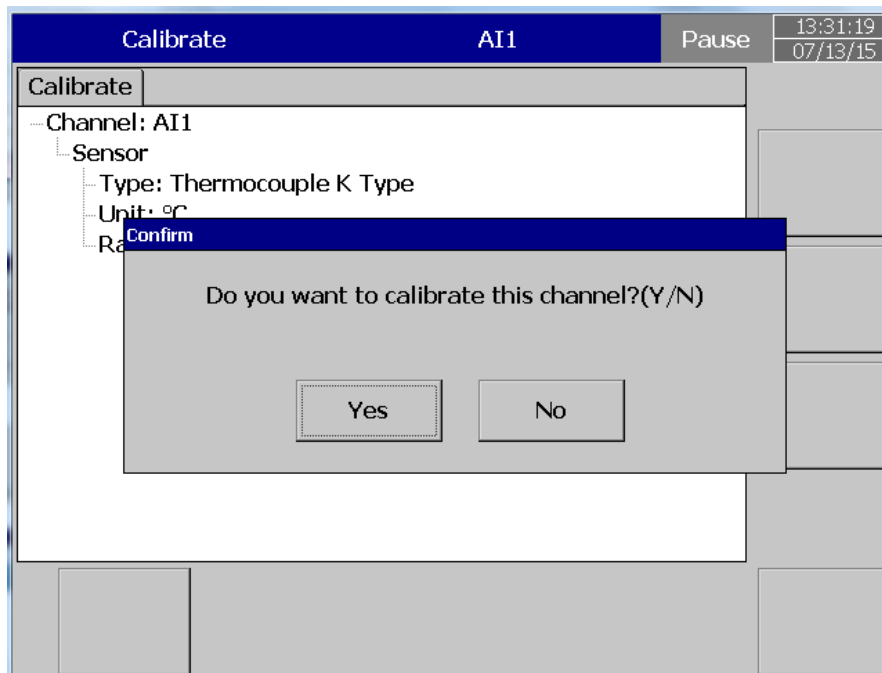 Calibrate AI1 Pause 13:31:19
07/13/15
Calibrate
Channel: AI1
Sensor
Type: Thermocouple K Type
Unit: °C
Confirm
Do you want to calibrate this channel?(Y/N)
Yes No